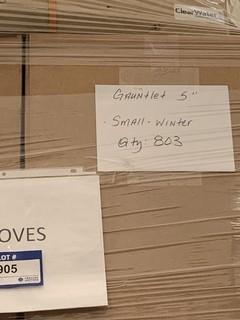 ClearWater
GAUNTLET 5"
- SMALL - WINTER
Qty: 803
OVES
LOT #
905